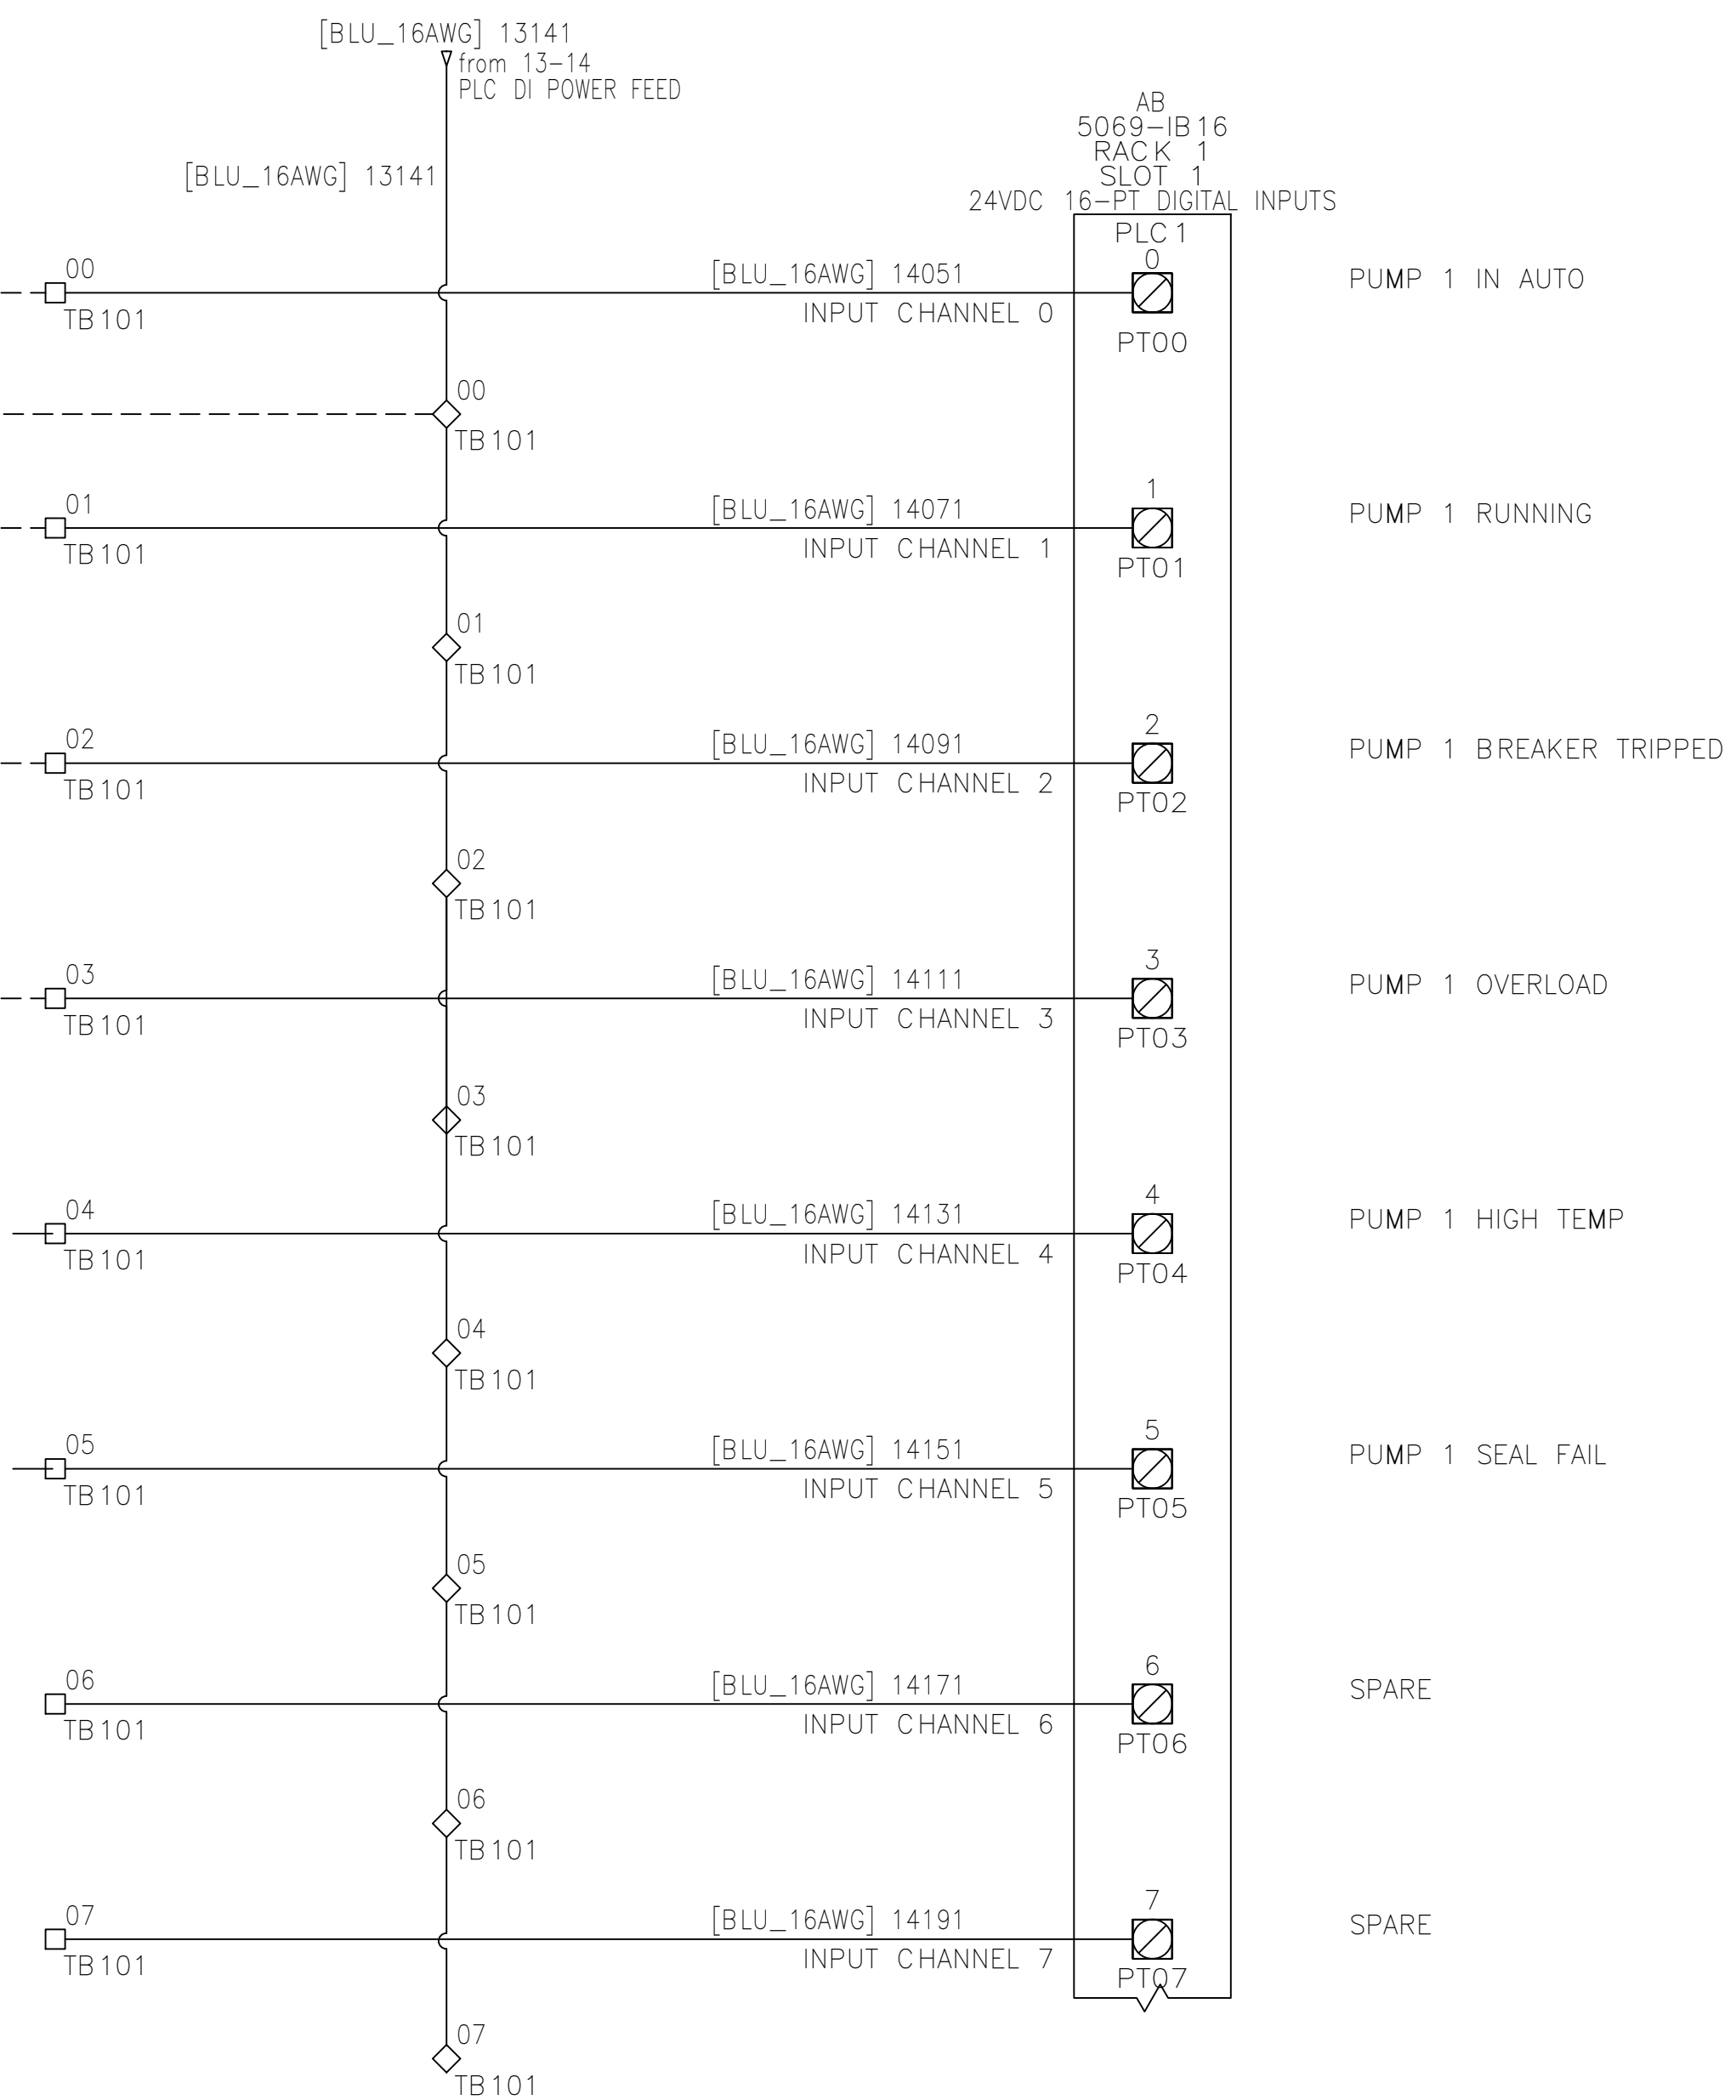 [BLU_16AWG] 13141
from 13-14
PLC DI POWER FEED
[BLU_16AWG] 13141
AB
5069-IB16
RACK 1
SLOT 1
24VDC 16-PT DIGITAL INPUTS
PLC1
00
TB101
[BLU_16AWG] 14051
INPUT CHANNEL 0
0
PT00
PUMP 1 IN AUTO
00
TB101
01
TB101
[BLU_16AWG] 14071
INPUT CHANNEL 1
1
PT01
PUMP 1 RUNNING
01
TB101
02
TB101
[BLU_16AWG] 14091
INPUT CHANNEL 2
2
PT02
PUMP 1 BREAKER TRIPPED
02
TB101
03
TB101
[BLU_16AWG] 14111
INPUT CHANNEL 3
3
PT03
PUMP 1 OVERLOAD
03
TB101
04
TB101
[BLU_16AWG] 14131
INPUT CHANNEL 4
4
PT04
PUMP 1 HIGH TEMP
04
TB101
05
TB101
[BLU_16AWG] 14151
INPUT CHANNEL 5
5
PT05
PUMP 1 SEAL FAIL
05
TB101
06
TB101
[BLU_16AWG] 14171
INPUT CHANNEL 6
6
PT06
SPARE
06
TB101
07
TB101
[BLU_16AWG] 14191
INPUT CHANNEL 7
7
PT07
SPARE
07
TB101